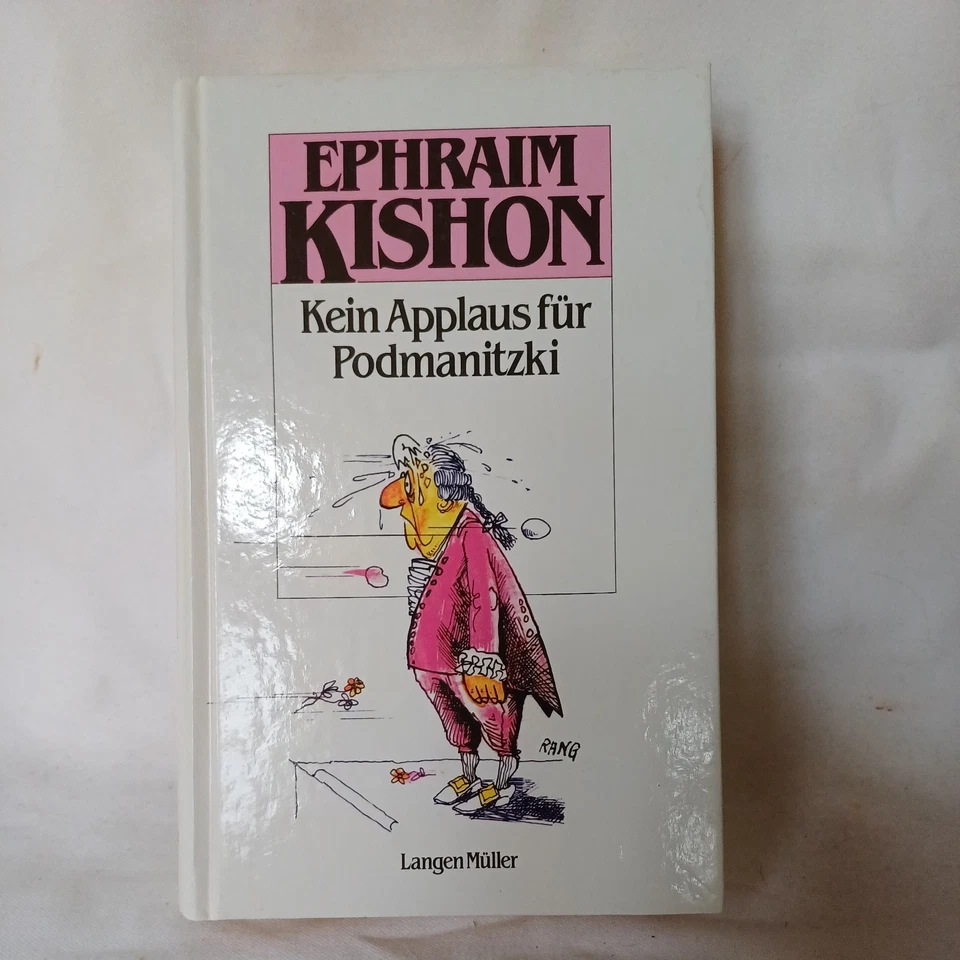 EPHRAIM
KISHON
Kein Applaus für
Podmanitzki
RANG
Langen Müller